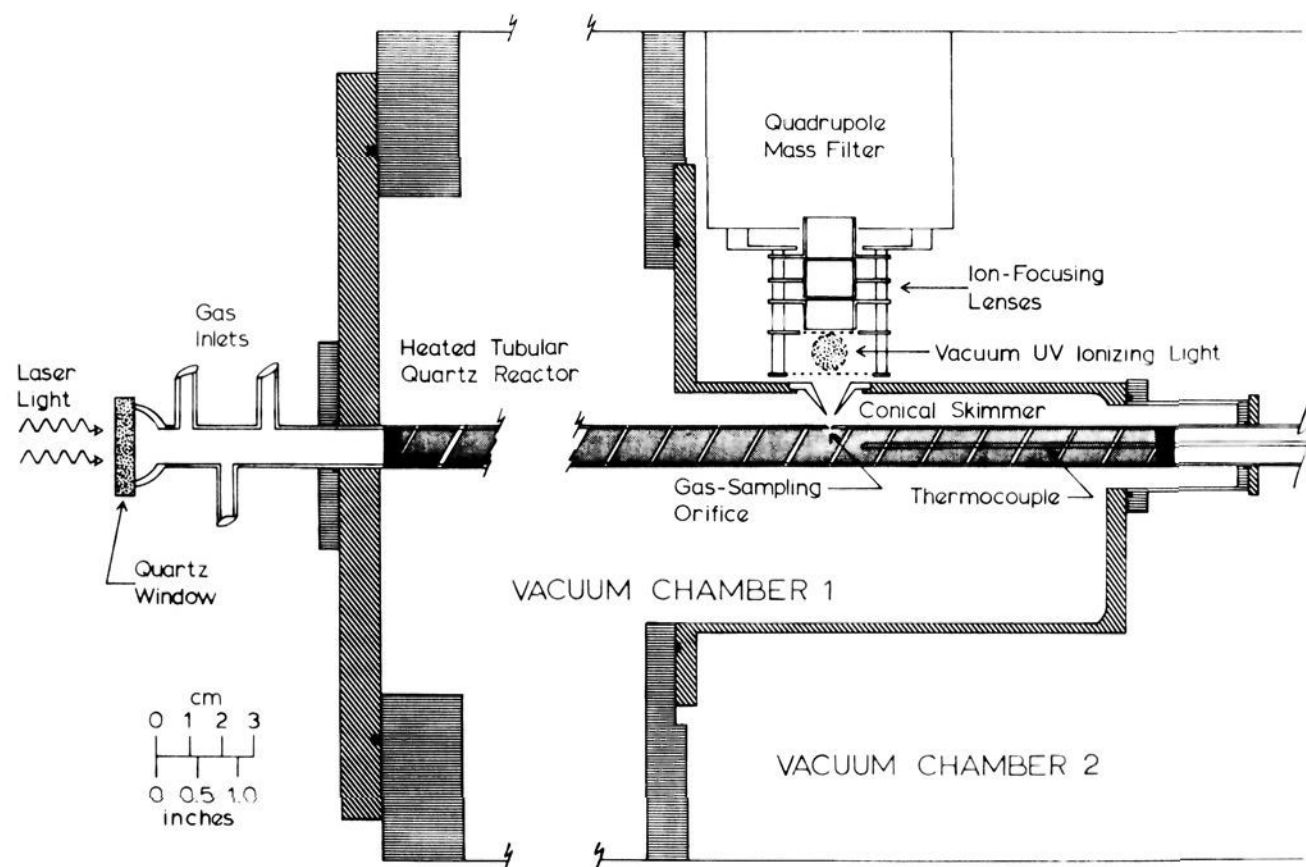 Quadrupole
Mass Filter
Ion-Focusing
Lenses
Gas
Inlets
Heated Tubular
Quartz Reactor
Vacuum UV Ionizing Light
Laser
Light
Conical Skimmer
Gas-Sampling
Orifice
Thermocouple
Quartz
Window
VACUUM CHAMBER 1
cm
0 1 2 3
0 0.5 1.0
inches
VACUUM CHAMBER 2